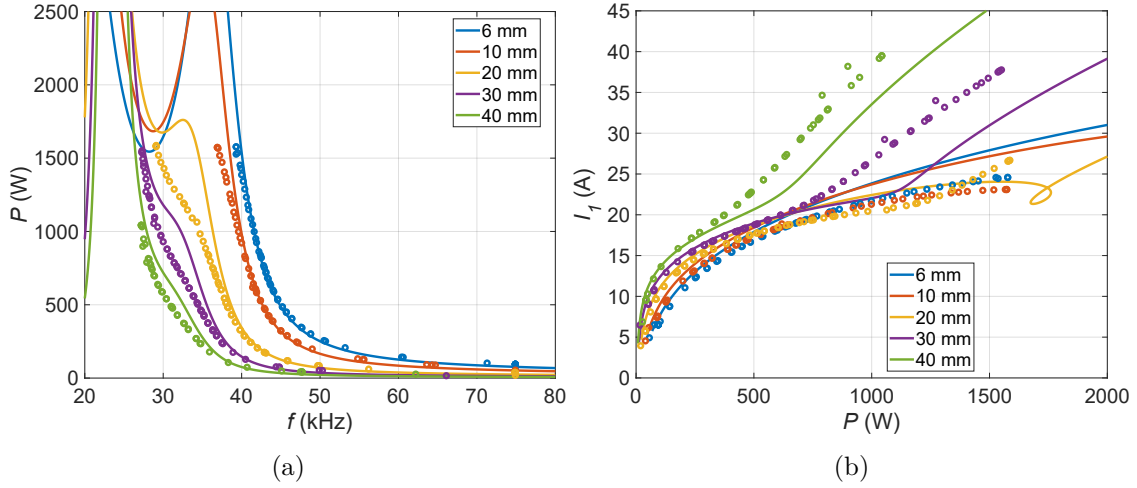 2500
2000
1500
1000
500
0
P (W)
20 30 40 50 60 70 80
f (kHz)
6 mm
10 mm
20 mm
30 mm
40 mm
(a)
45
40
35
30
25
20
15
10
5
0
I1 (A)
0 500 1000 1500 2000
P (W)
6 mm
10 mm
20 mm
30 mm
40 mm
(b)